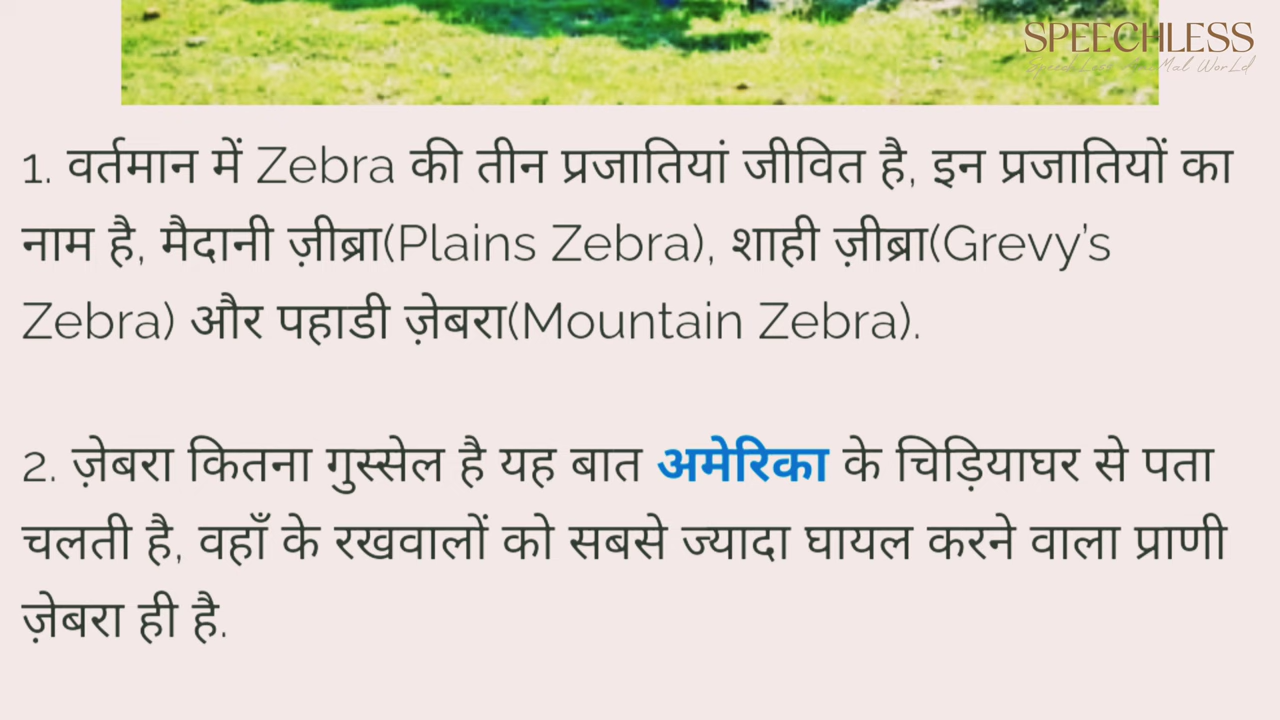 SPEECHLESS
1. वर्तमान में Zebra की तीन प्रजातियां जीवित है, इन प्रजातियों का
नाम है, मैदानी ज़ीब्रा(Plains Zebra), शाही ज़ीब्रा(Grevy’s
Zebra) और पहाडी ज़ेबरा(Mountain Zebra).
2. ज़ेबरा कितना गुस्सेल है यह बात अमेरिका के चिड़ियाघर से पता
चलती है, वहाँ के रखवालों को सबसे ज्यादा घायल करने वाला प्राणी
ज़ेबरा ही है.